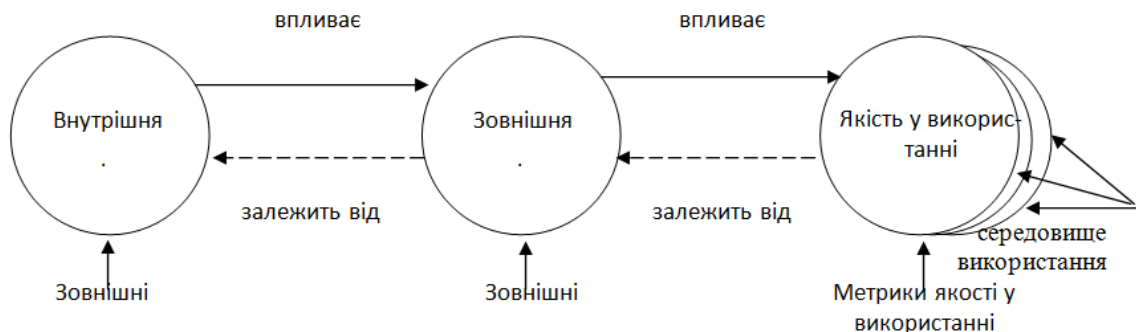 впливає
впливає
Внутрішня
.
Зовнішня
.
Якість у викорис-
танні
залежить від
залежить від
середовище
використання
Зовнішні
Зовнішні
Метрики якості у
використанні